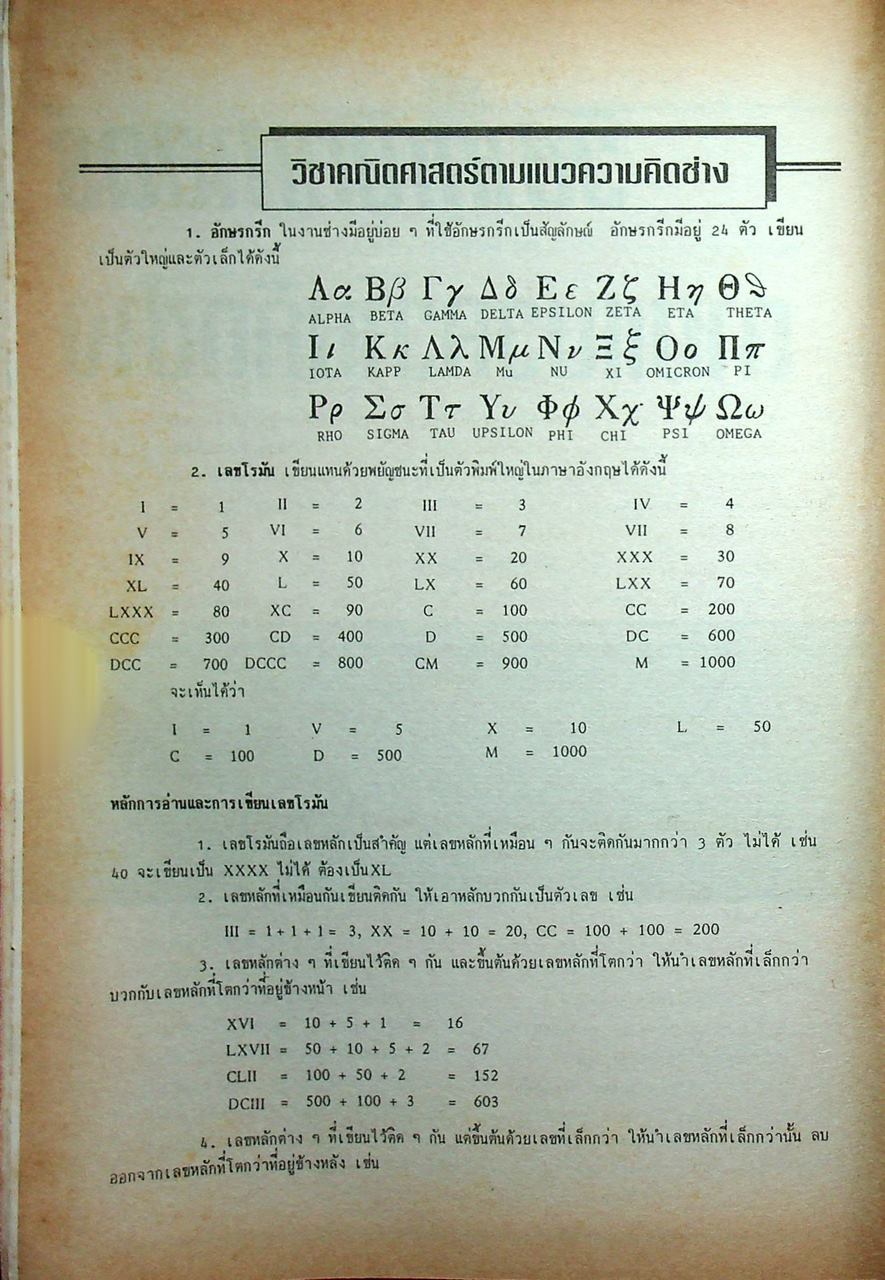 วิชาคณิตศาสตร์ตามแนวความคิดช่าง
1. อักษรกรีก ในงานช่างมีอยู่บ่อย ๆ ที่ใช้อักษรกรีกเป็นสัญลักษณ์ อักษรกรีกมีอยู่ 24 ตัว เขียน
เป็นตัวใหญ่และตัวเล็กได้ดังนี้
Αα Ββ Γγ Δδ Εε Ζζ Ηη Θϑ
ALPHA BETA GAMMA DELTA EPSILON ZETA ETA THETA
Ιι Κκ Λλ Μμ Νν Ξξ Οο Ππ
IOTA KAPP LAMDA Mu NU XI OMICRON PI
Ρρ Σσ Ττ Υυ Φϕ Χχ Ψψ Ωω
RHO SIGMA TAU UPSILON PHI CHI PSI OMEGA
2. เลขโรมัน เขียนแทนด้วยพยัญชนะที่เป็นตัวพิมพ์ใหญ่ในภาษาอังกฤษได้ดังนี้
I = 1 II = 2 III = 3 IV = 4
V = 5 VI = 6 VII = 7 VII = 8
IX = 9 X = 10 XX = 20 XXX = 30
XL = 40 L = 50 LX = 60 LXX = 70
LXXX = 80 XC = 90 C = 100 CC = 200
CCC = 300 CD = 400 D = 500 DC = 600
DCC = 700 DCCC = 800 CM = 900 M = 1000
จะเห็นได้ว่า
I = 1 V = 5 X = 10 L = 50
C = 100 D = 500 M = 1000
หลักการอ่านและการเขียนเลขโรมัน
1. เลขโรมันถือเลขหลักเป็นสำคัญ แต่เลขหลักที่เหมือน ๆ กันจะติดกันมากกว่า 3 ตัว ไม่ได้ เช่น
40 จะเขียนเป็น XXXX ไม่ได้ ต้องเป็นXL
2. เลขหลักที่เหมือนกันเขียนติดกัน ให้เอาหลักบวกกันเป็นตัวเลข เช่น
III = 1 + 1 + 1 = 3, XX = 10 + 10 = 20, CC = 100 + 100 = 200
3. เลขหลักต่าง ๆ ที่เขียนไว้ติด ๆ กัน และขึ้นต้นด้วยเลขหลักที่โตกว่า ให้นำเลขหลักที่เล็กกว่า
บวกกับเลขหลักที่โตกว่าที่อยู่ข้างหน้า เช่น
XVI = 10 + 5 + 1 = 16
LXVII = 50 + 10 + 5 + 2 = 67
CLII = 100 + 50 + 2 = 152
DCIII = 500 + 100 + 3 = 603
4. เลขหลักต่าง ๆ ที่เขียนไว้ติด ๆ กัน แต่ขึ้นต้นด้วยเลขที่เล็กกว่า ให้นำเลขหลักที่เล็กกว่านั้น ลบ
ออกจากเลขหลักที่โตกว่าที่อยู่ข้างหลัง เช่น